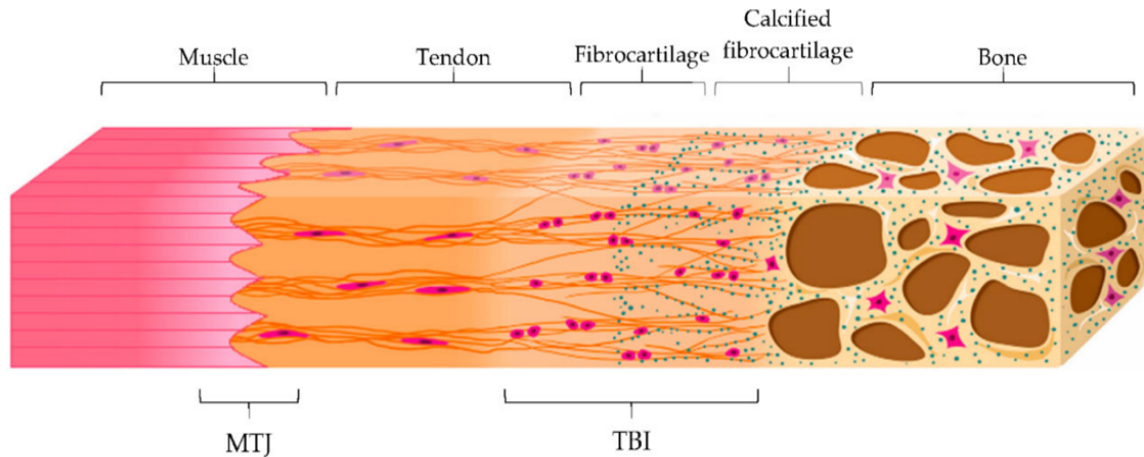 Muscle
Tendon
Fibrocartilage
Calcified
fibrocartilage
Bone
MTJ
TBI